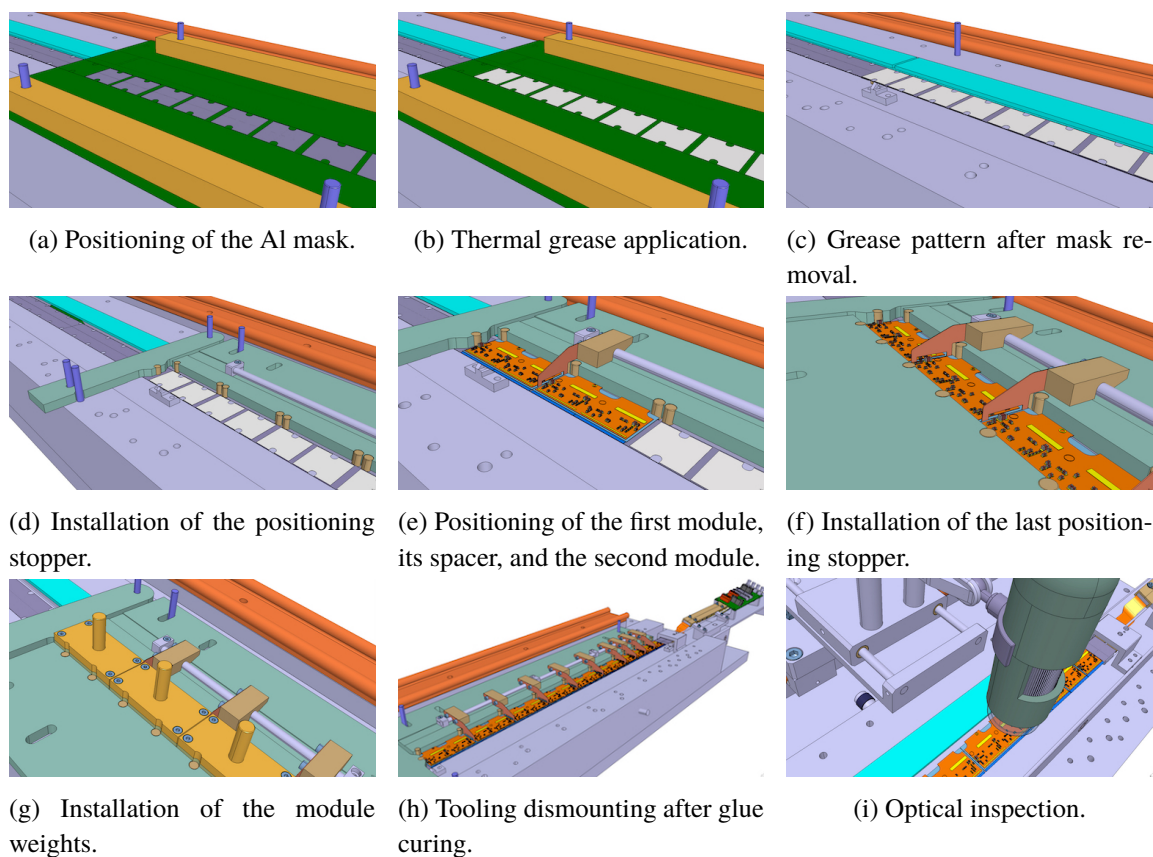 (a) Positioning of the Al mask.
(b) Thermal grease application.
(c) Grease pattern after mask re-
moval.
(d) Installation of the positioning
stopper.
(e) Positioning of the first module,
its spacer, and the second module.
(f) Installation of the last position-
ing stopper.
(g) Installation of the module
weights.
(h) Tooling dismounting after glue
curing.
(i) Optical inspection.